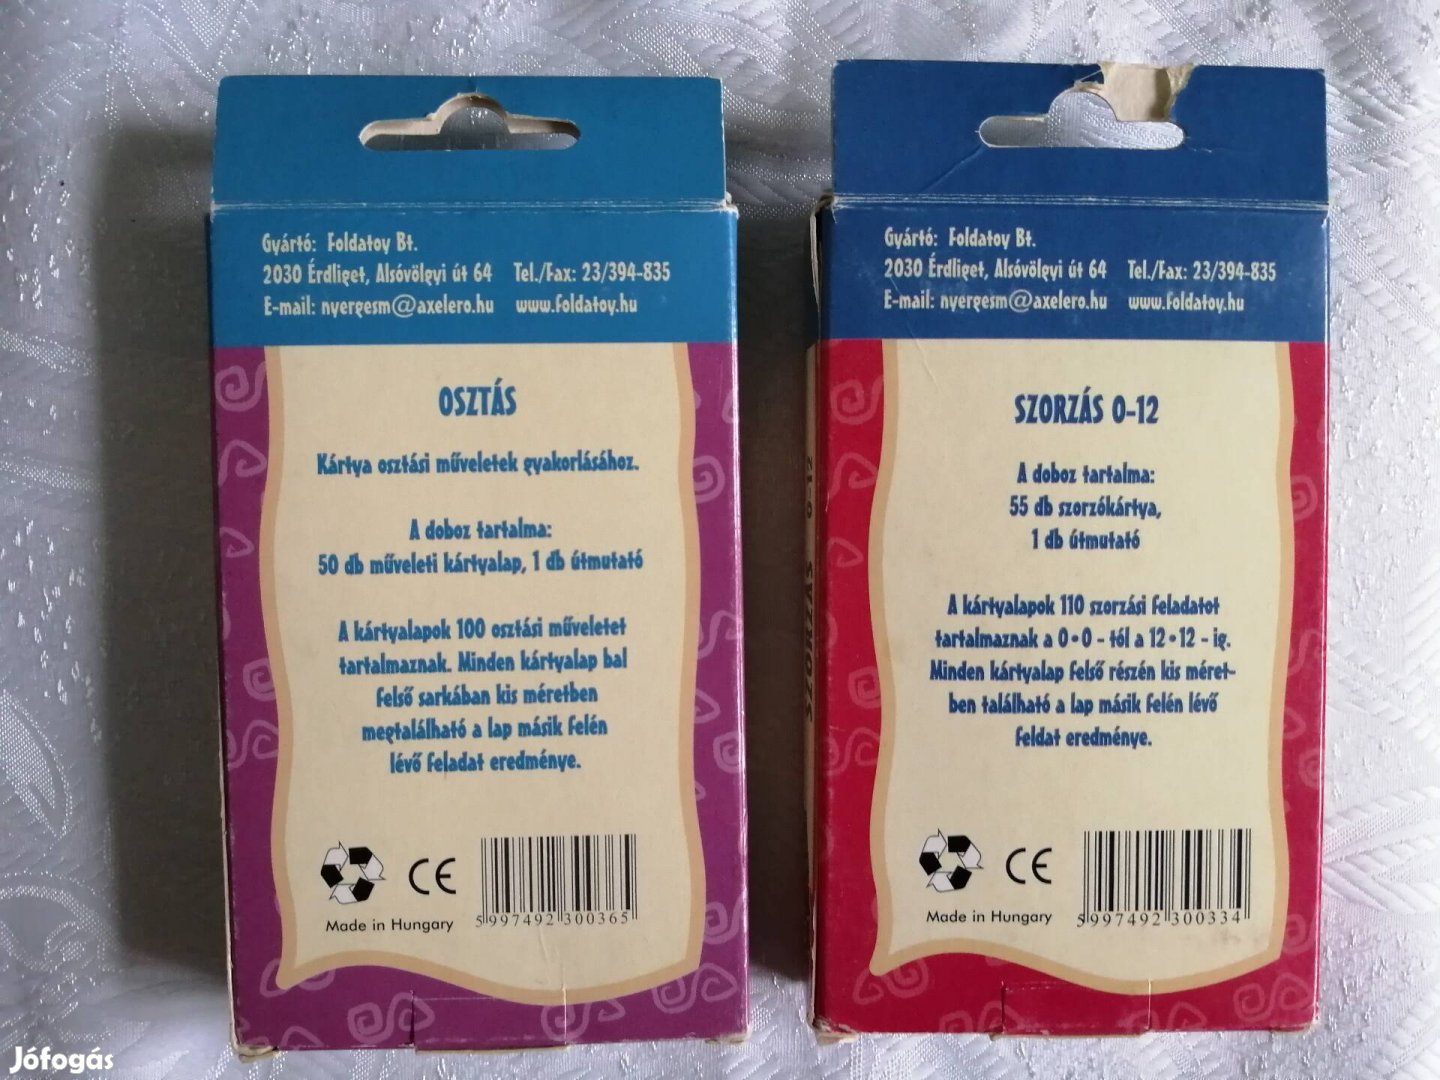 Gyártó: Foldatoy Bt.
2030 Érdliget, Alsóvölgyi út 64 Tel./Fax: 23/394-835
E-mail: nyergesm@axelero.hu www.foldatoy.hu
OSZTÁS
Kártya osztási műveletek gyakorlásához.
A doboz tartalma:
50 db műveleti kártyalap, 1 db útmutató
A kártyalapok 100 osztási műveletet
tartalmaznak. Minden kártyalap bal
felső sarkában kis méretben
megtalálható a lap másik felén
lévő feladat eredménye.
CE
Made in Hungary
5 997492 300365
Gyártó: Foldatoy Bt.
2030 Érdliget, Alsóvölgyi út 64 Tel./Fax: 23/394-835
E-mail: nyergesm@axelero.hu www.foldatoy.hu
SZORZÁS 0-12
A doboz tartalma:
55 db szorzókártya,
1 db útmutató
A kártyalapok 110 szorzási feladatot
tartalmaznak a 0•0 - tól a 12•12 - ig.
Minden kártyalap felső részén kis méret-
ben található a lap másik felén lévő
feldat eredménye.
CE
Made in Hungary
5 997492 300334
SZORZÁS 0-12
Jófogás